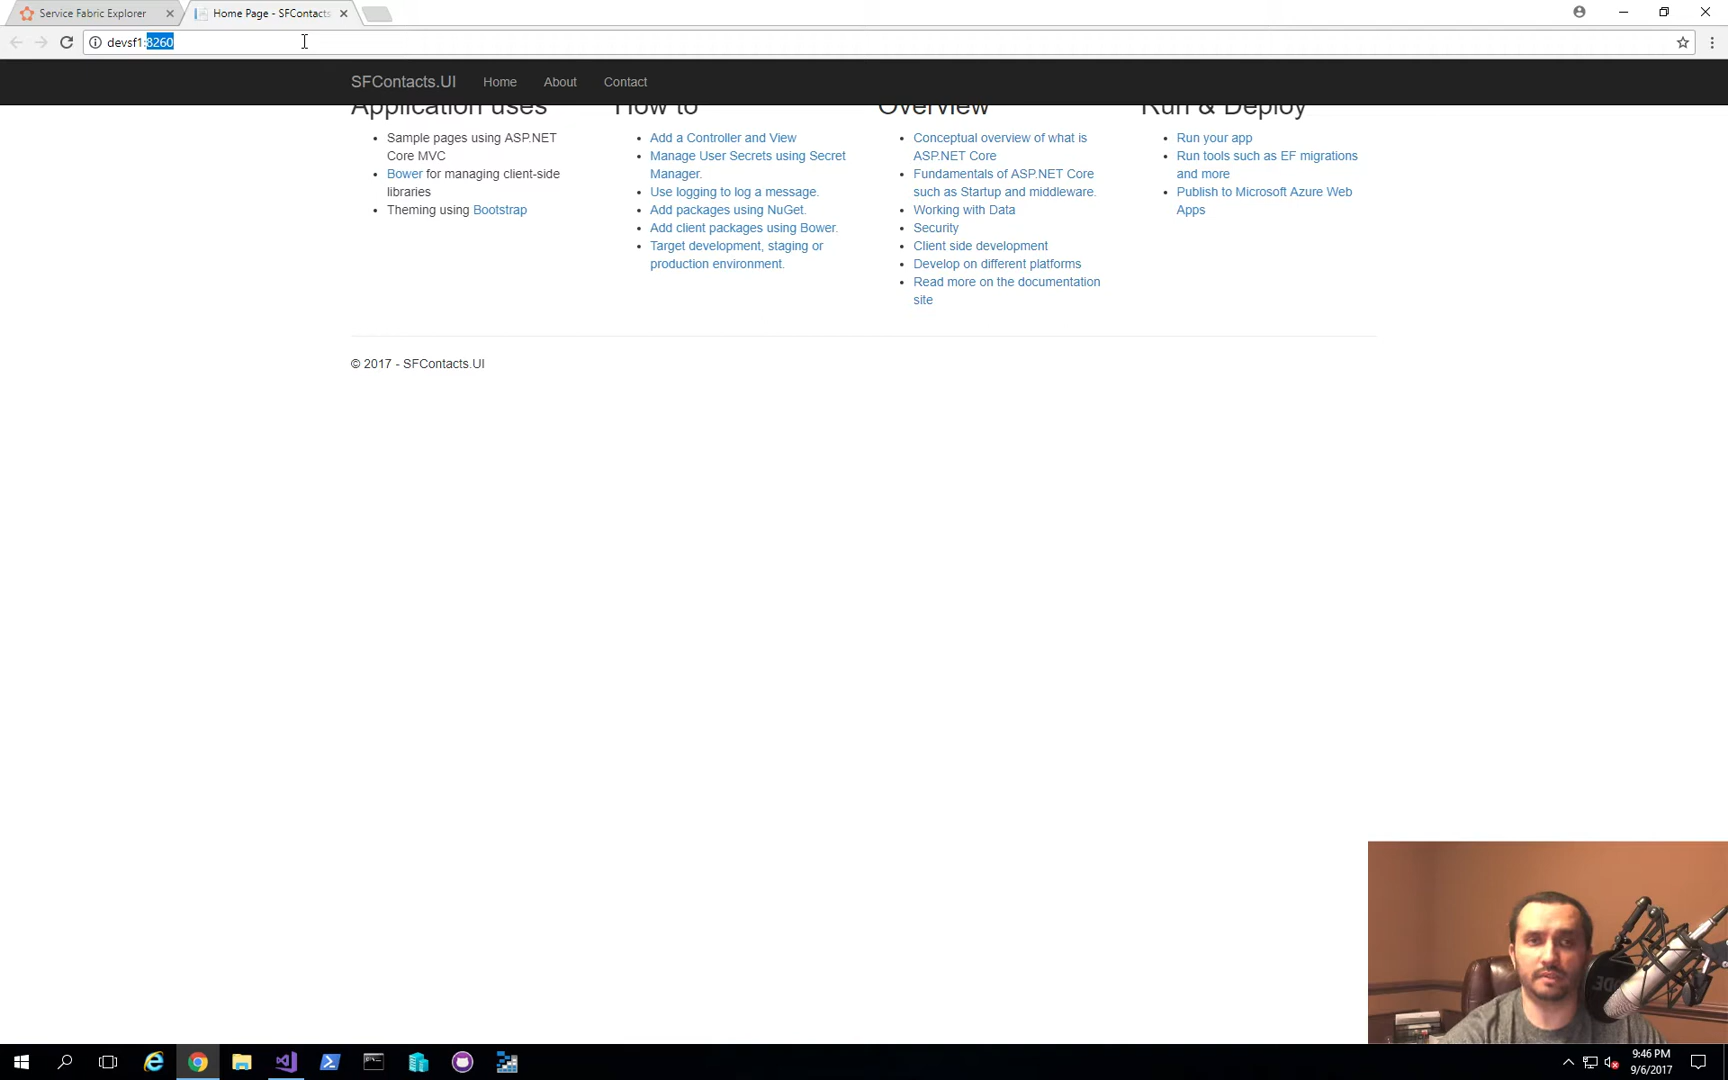 Service Fabric Explorer
Home Page - SFContacts
devsf1:8260
SFContacts.UI
Home
About
Contact
Application uses
Sample pages using ASP.NET
Core MVC
Bower for managing client-side
libraries
Theming using Bootstrap
How to
Add a Controller and View
Manage User Secrets using Secret
Manager.
Use logging to log a message.
Add packages using NuGet.
Add client packages using Bower.
Target development, staging or
production environment.
Overview
Conceptual overview of what is
ASP.NET Core
Fundamentals of ASP.NET Core
such as Startup and middleware.
Working with Data
Security
Client side development
Develop on different platforms
Read more on the documentation
site
Run & Deploy
Run your app
Run tools such as EF migrations
and more
Publish to Microsoft Azure Web
Apps
© 2017 - SFContacts.UI
9:46 PM
9/6/2017